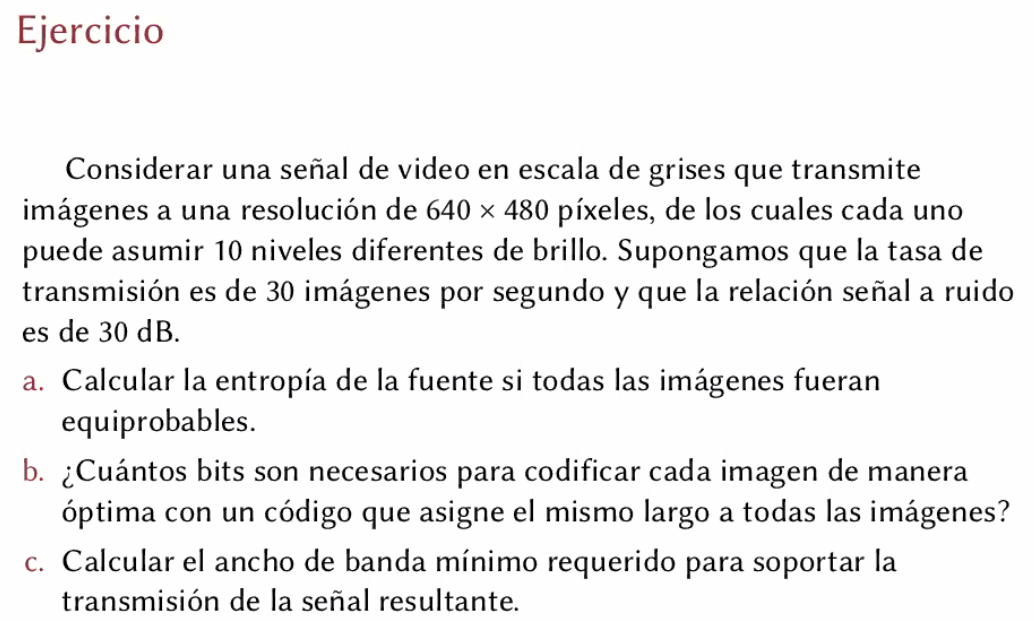 Ejercicio
Considerar una señal de video en escala de grises que transmite
imágenes a una resolución de 640 × 480 píxeles, de los cuales cada uno
puede asumir 10 niveles diferentes de brillo. Supongamos que la tasa de
transmisión es de 30 imágenes por segundo y que la relación señal a ruido
es de 30 dB.
a. Calcular la entropía de la fuente si todas las imágenes fueran
equiprobables.
b. ¿Cuántos bits son necesarios para codificar cada imagen de manera
óptima con un código que asigne el mismo largo a todas las imágenes?
c. Calcular el ancho de banda mínimo requerido para soportar la
transmisión de la señal resultante.